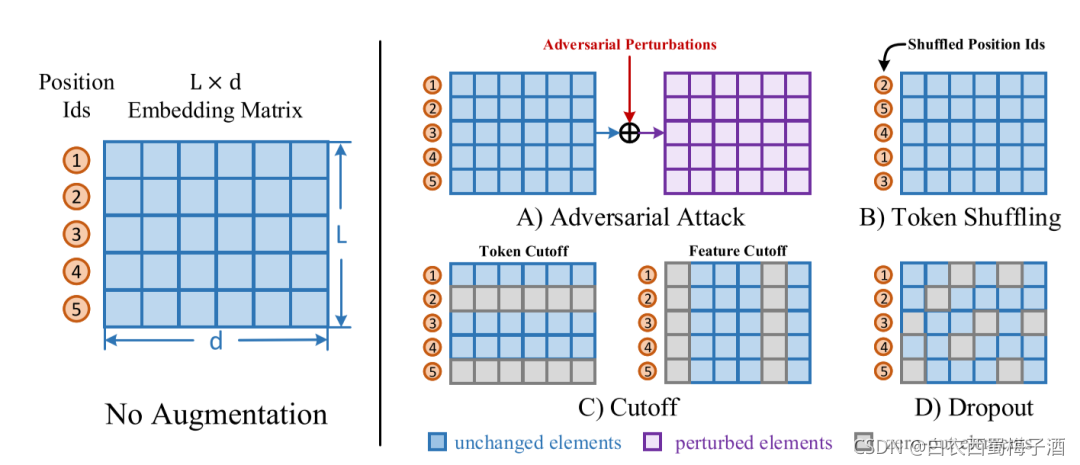 Position
Ids
L × d
Embedding Matrix
1
2
3
4
5
L
d
No Augmentation
Adversarial Perturbations
1
2
3
4
5
A) Adversarial Attack
Shuffled Position Ids
2
5
4
1
3
B) Token Shuffling
Token Cutoff
1
2
3
4
5
Feature Cutoff
1
2
3
4
5
C) Cutoff
1
2
3
4
5
D) Dropout
unchanged elements
perturbed elements
CSDN @白衣西蜀梅子酒